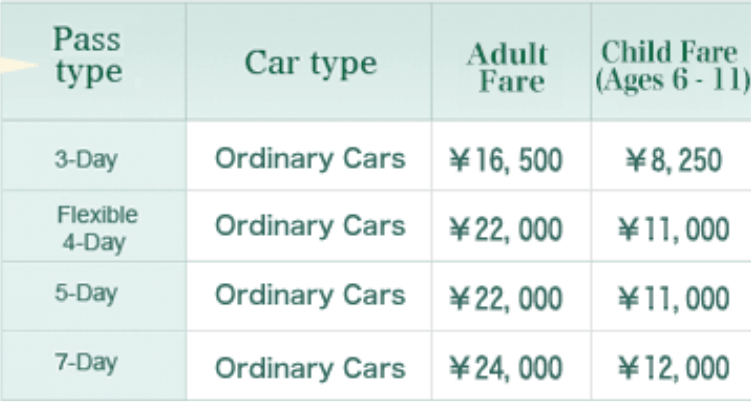 Pass type Car type Adult Fare Child Fare (Ages 6 - 11)
3-Day Ordinary Cars ¥16,500 ¥8,250
Flexible 4-Day Ordinary Cars ¥22,000 ¥11,000
5-Day Ordinary Cars ¥22,000 ¥11,000
7-Day Ordinary Cars ¥24,000 ¥12,000